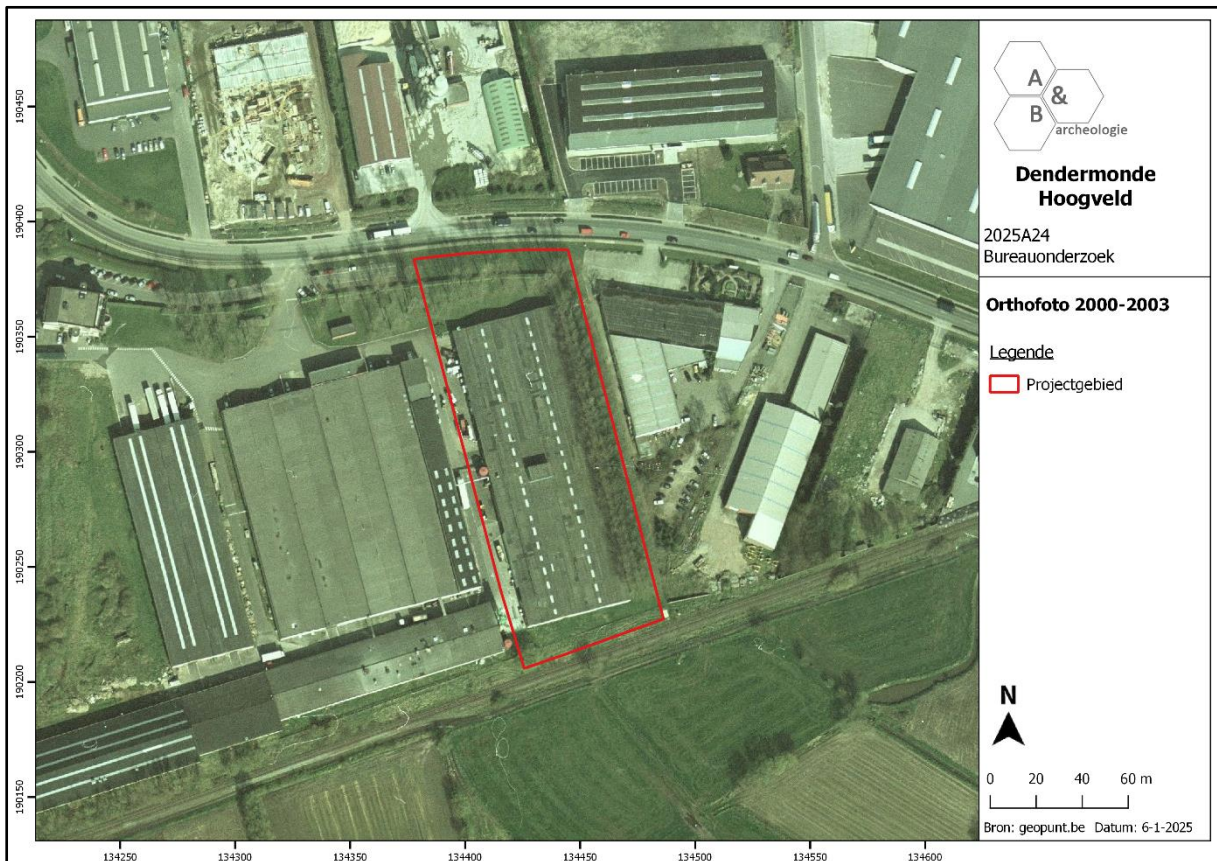 A
&
B
archeologie
Dendermonde
Hoogveld
2025A24
Bureauonderzoek
Orthofoto 2000-2003
Legende
Projectgebied
N
0 20 40 60 m
Bron: geopunt.be Datum: 6-1-2025
190450
190400
190350
190300
190250
190200
190150
134250 134300 134350 134400 134450 134500 134550 134600